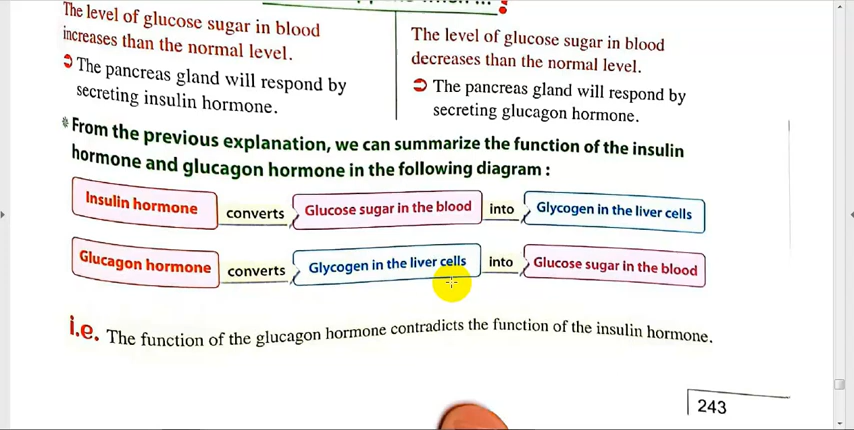 The level of glucose sugar in blood
increases than the normal level.
The pancreas gland will respond by
secreting insulin hormone.
The level of glucose sugar in blood
decreases than the normal level.
The pancreas gland will respond by
secreting glucagon hormone.
* From the previous explanation, we can summarize the function of the insulin
hormone and glucagon hormone in the following diagram :
Insulin hormone converts Glucose sugar in the blood into Glycogen in the liver cells
Glucagon hormone converts Glycogen in the liver cells into Glucose sugar in the blood
i.e. The function of the glucagon hormone contradicts the function of the insulin hormone.
243